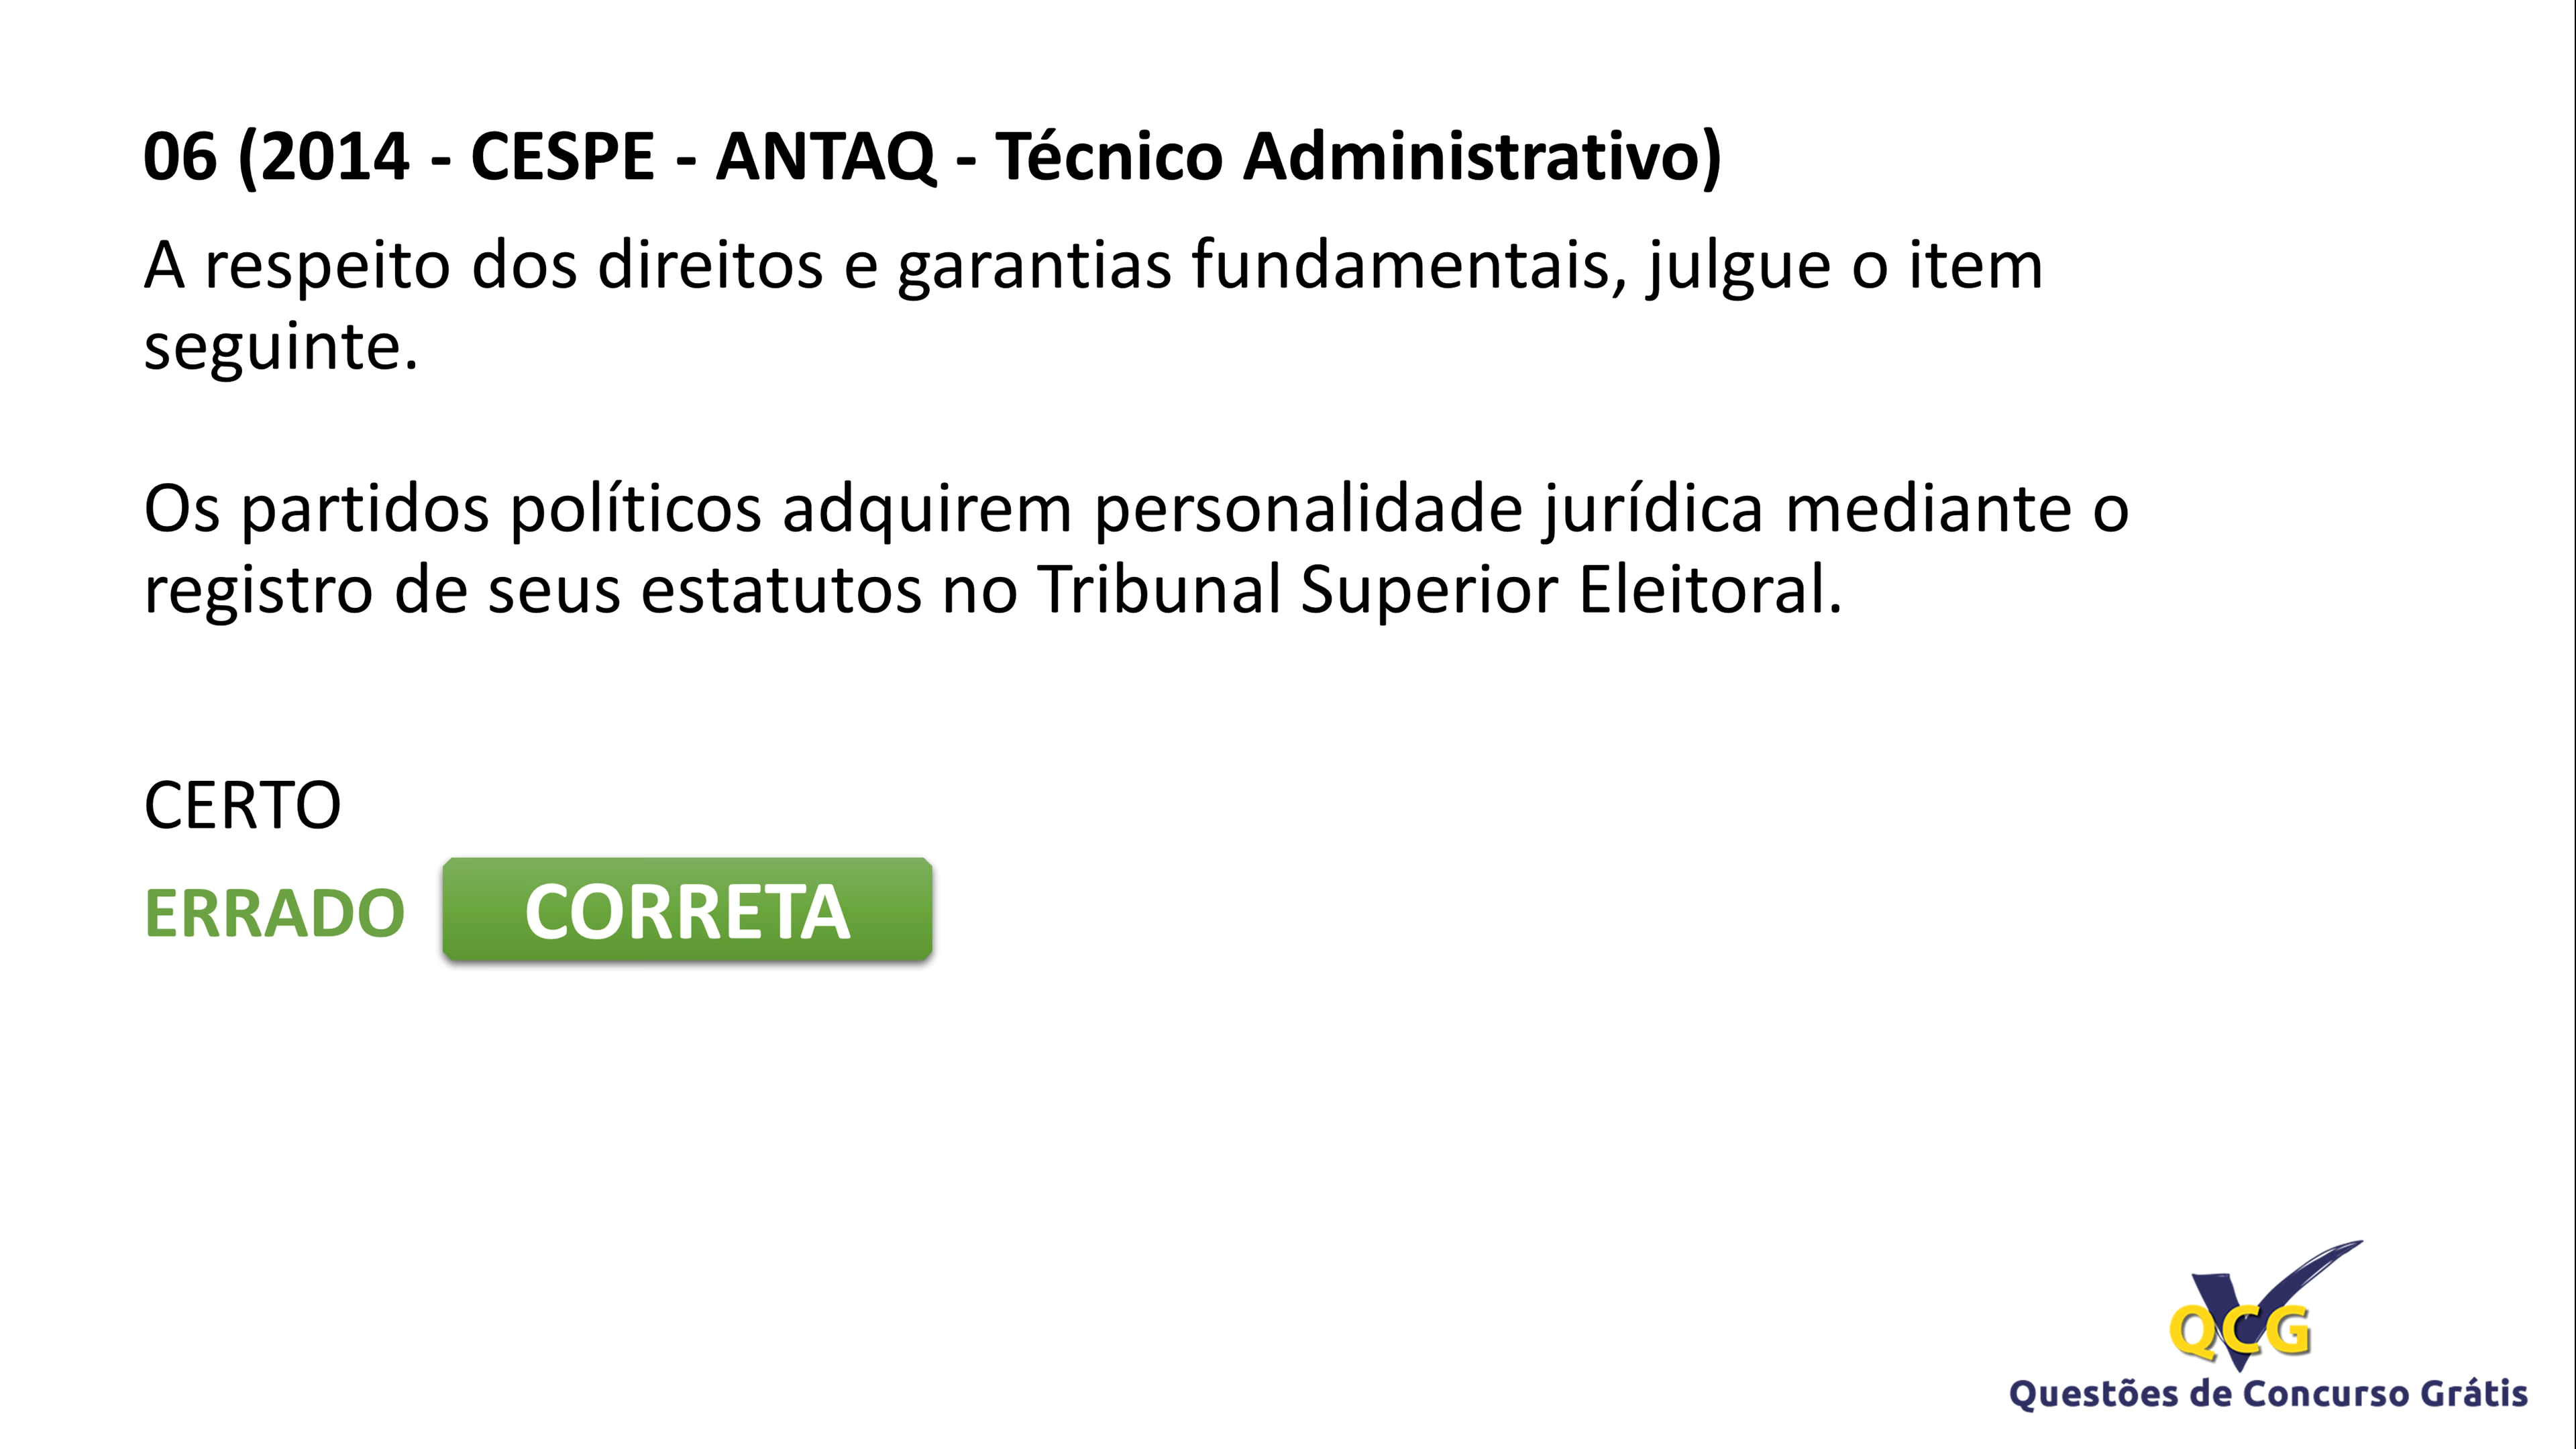 06 (2014 - CESPE - ANTAQ - Técnico Administrativo)
A respeito dos direitos e garantias fundamentais, julgue o item
seguinte.
Os partidos políticos adquirem personalidade jurídica mediante o
registro de seus estatutos no Tribunal Superior Eleitoral.
CERTO
ERRADO CORRETA
QCG
Questões de Concurso Grátis